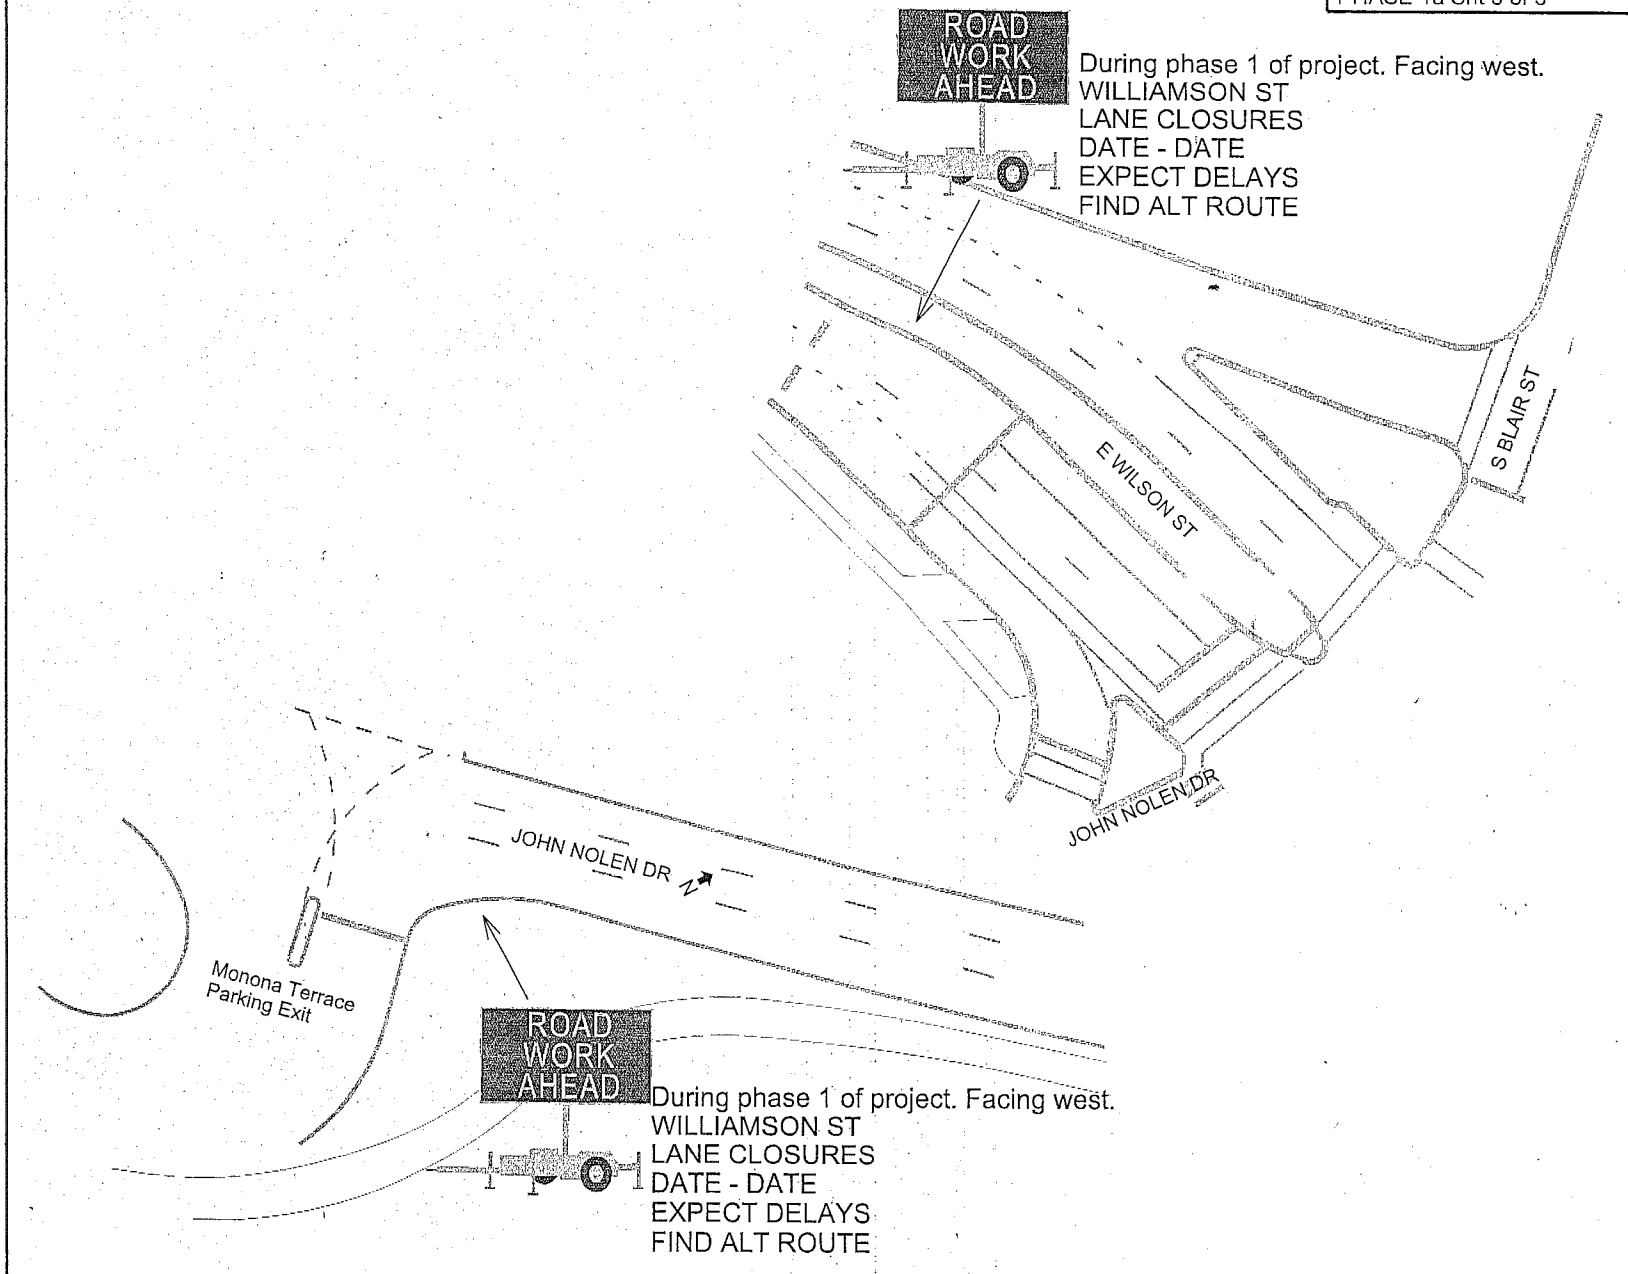 ROAD
WORK
AHEAD
During phase 1 of project. Facing west.
WILLIAMSON ST
LANE CLOSURES
DATE - DATE
EXPECT DELAYS
FIND ALT ROUTE
S BLAIR ST
E WILSON ST
JOHN NOLEN DR
JOHN NOLEN DR
N
Monona Terrace
Parking Exit
ROAD
WORK
AHEAD
During phase 1 of project. Facing west.
WILLIAMSON ST
LANE CLOSURES
DATE - DATE
EXPECT DELAYS
FIND ALT ROUTE